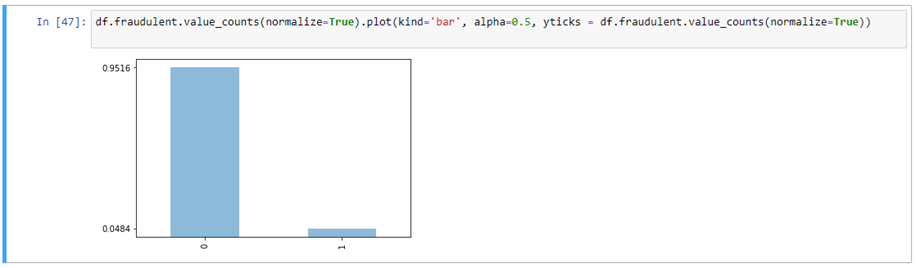 In [47]: df.fraudulent.value_counts(normalize=True).plot(kind='bar', alpha=0.5, yticks = df.fraudulent.value_counts(normalize=True))
0.9516
0.0484
0 1